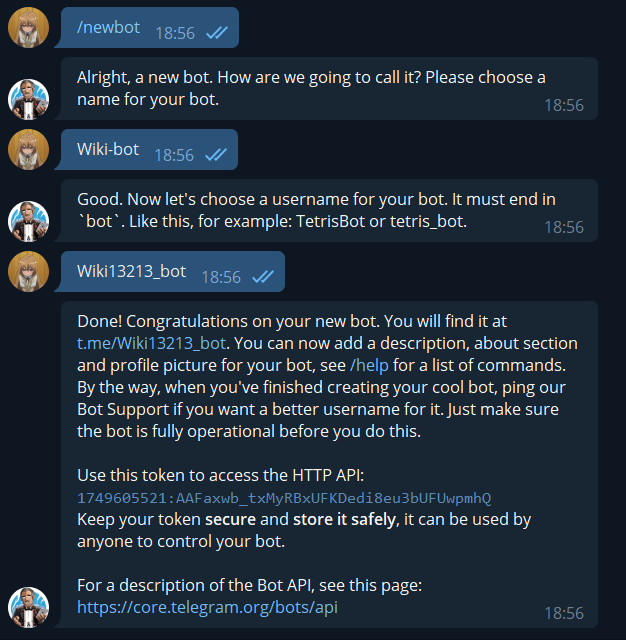 /newbot 18:56
Alright, a new bot. How are we going to call it? Please choose a
name for your bot. 18:56
Wiki-bot 18:56
Good. Now let's choose a username for your bot. It must end in
`bot`. Like this, for example: TetrisBot or tetris_bot. 18:56
Wiki13213_bot 18:56
Done! Congratulations on your new bot. You will find it at
t.me/Wiki13213_bot. You can now add a description, about section
and profile picture for your bot, see /help for a list of commands.
By the way, when you've finished creating your cool bot, ping our
Bot Support if you want a better username for it. Just make sure
the bot is fully operational before you do this.
Use this token to access the HTTP API:
1749605521:AAFaxwb_txMyRBxUFKDedi8eu3bUFUwpmhQ
Keep your token secure and store it safely, it can be used by
anyone to control your bot.
For a description of the Bot API, see this page:
https://core.telegram.org/bots/api 18:56